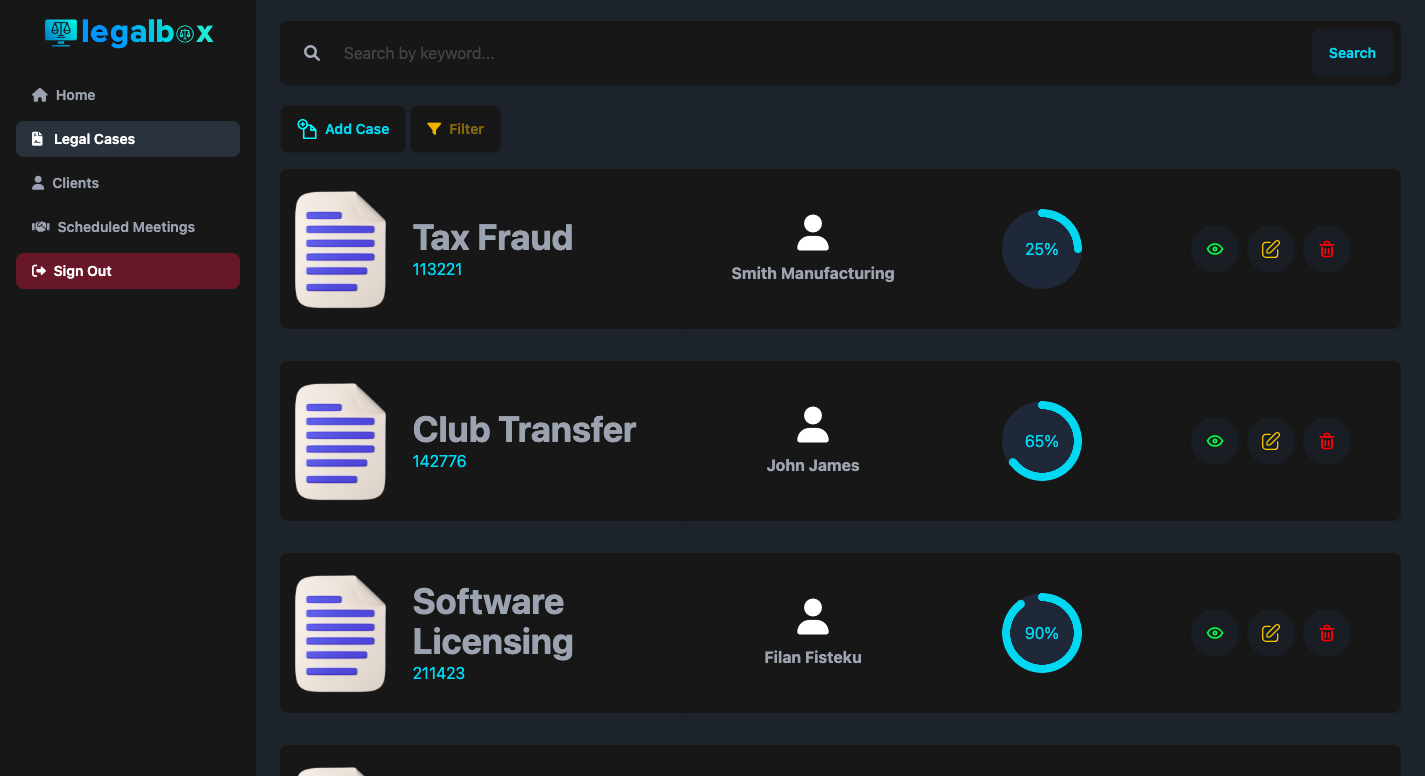 legalbox
Home
Legal Cases
Clients
Scheduled Meetings
Sign Out
Search by keyword...
Search
Add Case
Filter
Tax Fraud
113221
Smith Manufacturing
25%
Club Transfer
142776
John James
65%
Software
Licensing
211423
Filan Fisteku
90%